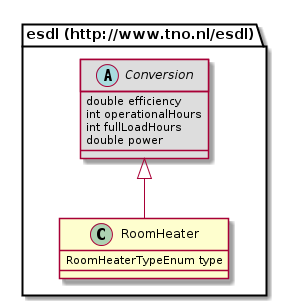 esdl (http://www.tno.nl/esdl)
A Conversion
double efficiency
int operationalHours
int fullLoadHours
double power
C RoomHeater
RoomHeaterTypeEnum type